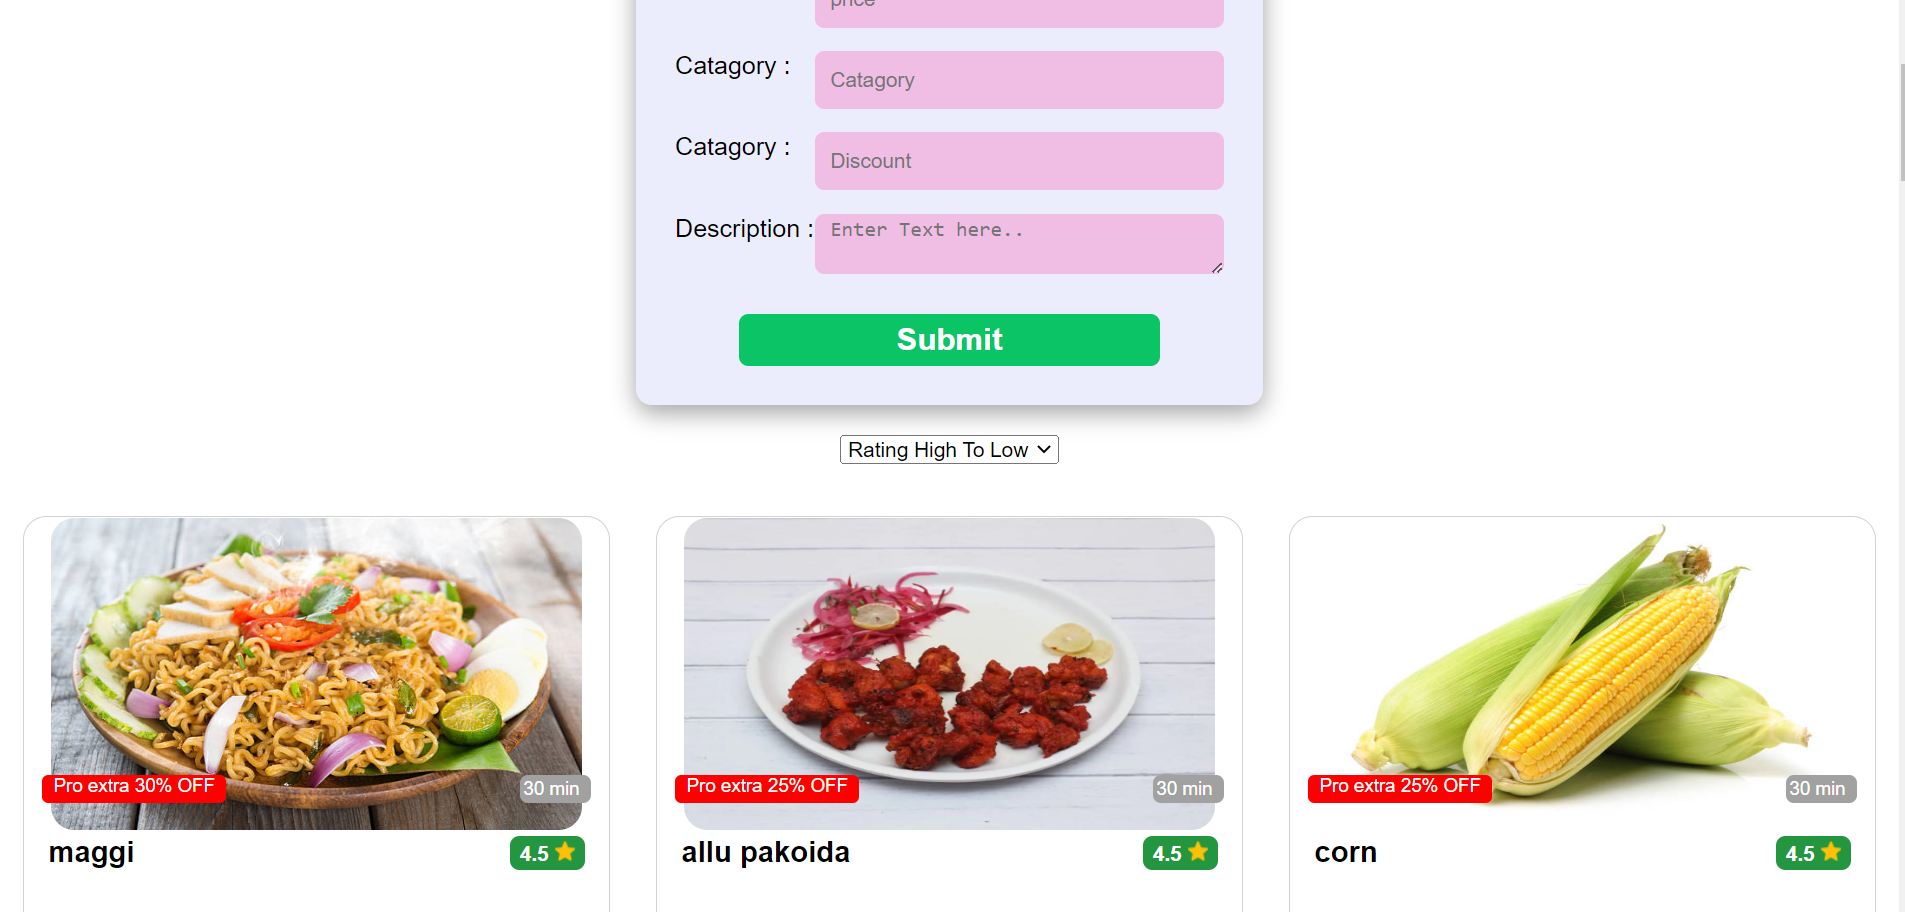 price
Catagory :
Catagory
Catagory :
Discount
Description :
Enter Text here..
Submit
Rating High To Low
Pro extra 30% OFF
30 min
Pro extra 25% OFF
30 min
Pro extra 25% OFF
30 min
maggi
4.5
allu pakoida
4.5
corn
4.5